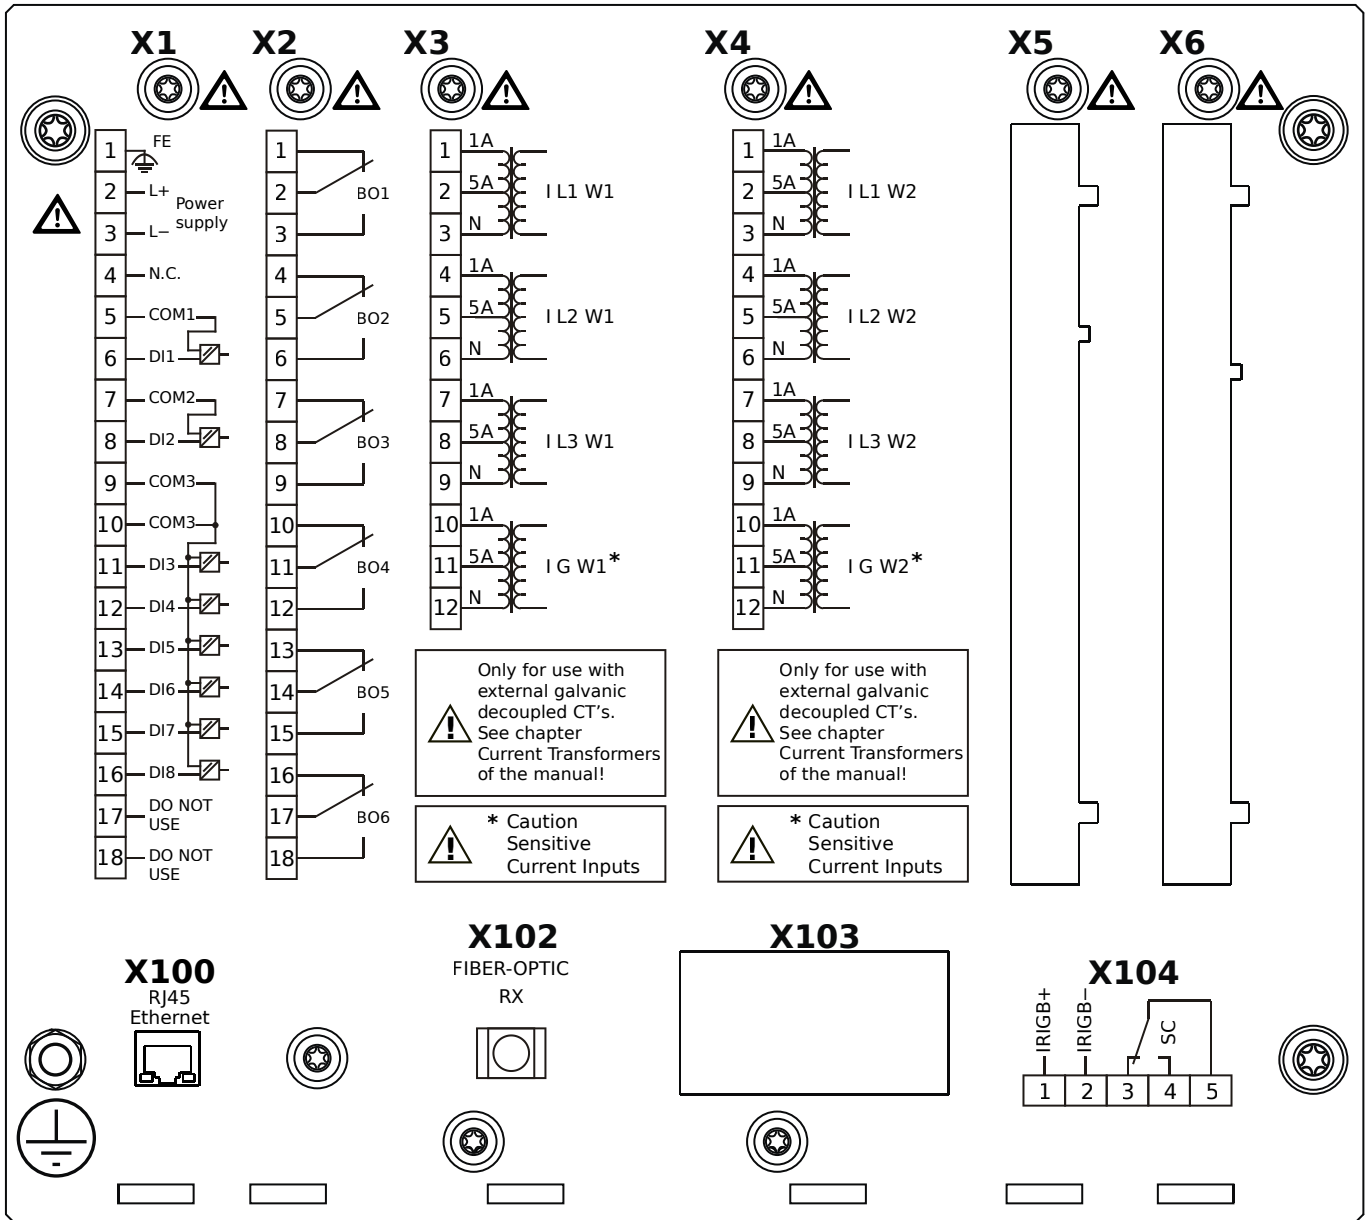 X1 X2 X3 X4 X5 X6
1 FE
2 L+
Power
supply
3 L−
4 N.C.
5 COM1
6 DI1
7 COM2
8 DI2
9 COM3
10 COM3
11 DI3
12 DI4
13 DI5
14 DI6
15 DI7
16 DI8
17 DO NOT
USE
18 DO NOT
USE
1
2 BO1
3
4
5 BO2
6
7
8 BO3
9
10
11 BO4
12
13
14 BO5
15
16
17 BO6
18
1 1A
2 5A I L1 W1
3 N
4 1A
5 5A I L2 W1
6 N
7 1A
8 5A I L3 W1
9 N
10 1A
11 5A I G W1*
12 N
Only for use with
external galvanic
decoupled CT's.
See chapter
Current Transformers
of the manual!
* Caution
Sensitive
Current Inputs
1 1A
2 5A I L1 W2
3 N
4 1A
5 5A I L2 W2
6 N
7 1A
8 5A I L3 W2
9 N
10 1A
11 5A I G W2*
12 N
Only for use with
external galvanic
decoupled CT's.
See chapter
Current Transformers
of the manual!
* Caution
Sensitive
Current Inputs
X100
RJ45
Ethernet
X102
FIBER-OPTIC
RX
X103
X104
IRIGB+
IRIGB−
SC
1 2 3 4 5